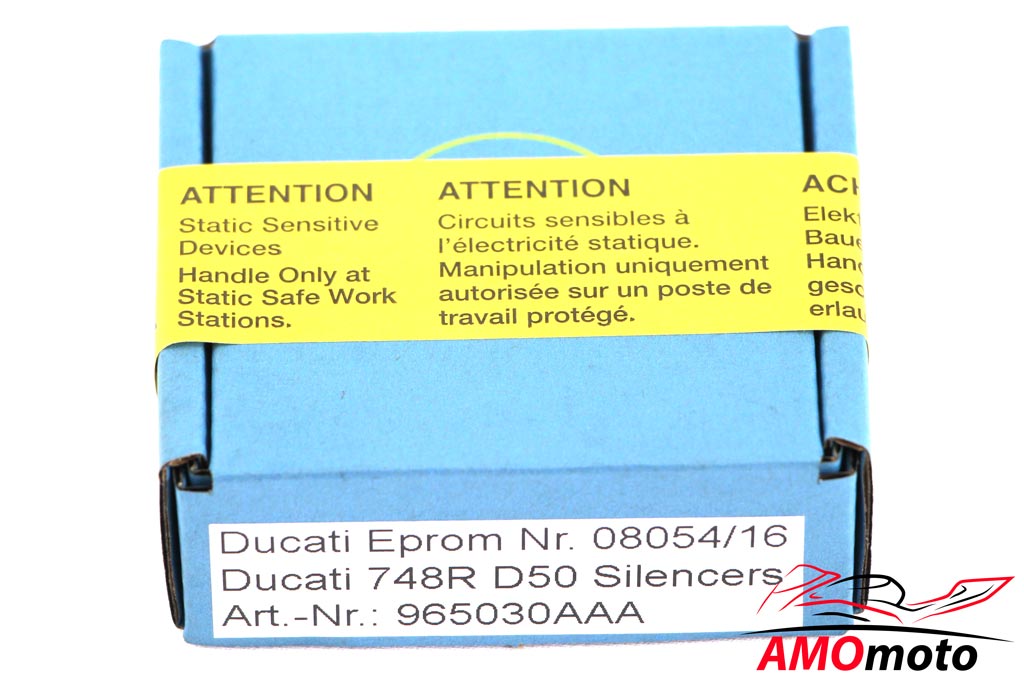 ATTENTION
Static Sensitive
Devices
Handle Only at
Static Safe Work
Stations.
ATTENTION
Circuits sensibles à
l'électricité statique.
Manipulation uniquement
autorisée sur un poste de
travail protégé.
Ducati Eprom Nr. 08054/16
Ducati 748R D50 Silencers
Art.-Nr.: 965030AAA
AMOmoto